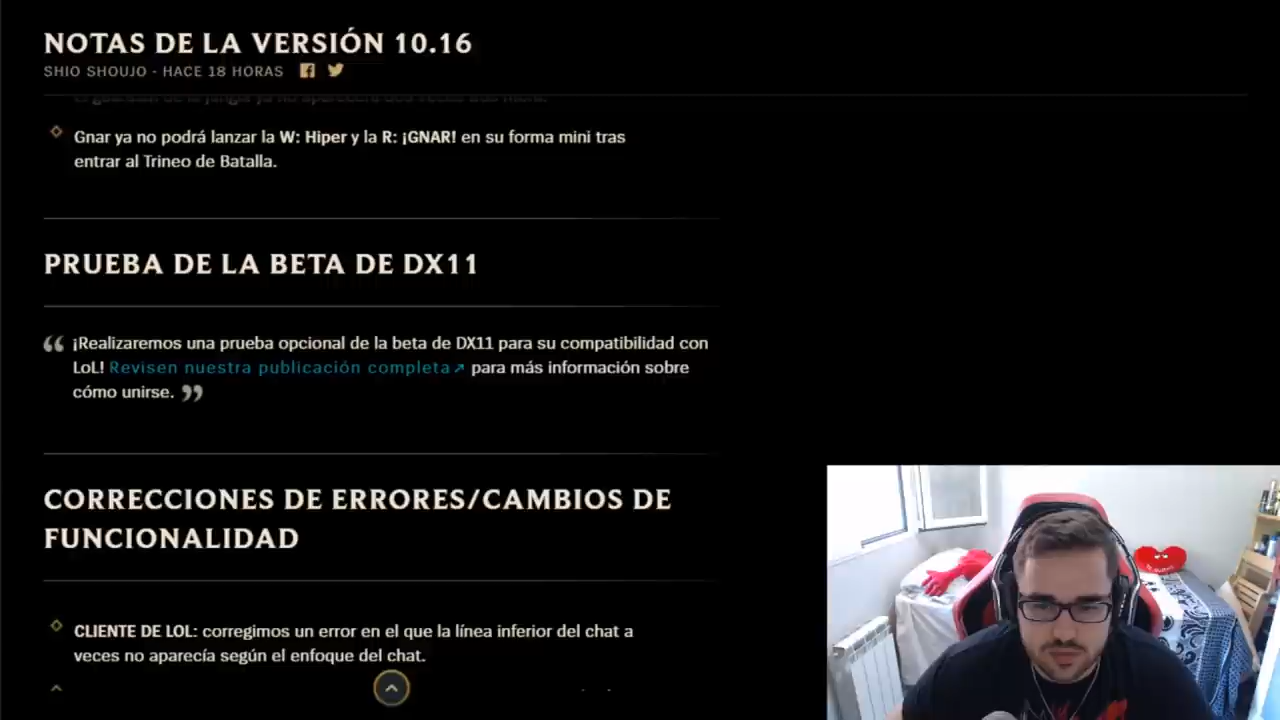 NOTAS DE LA VERSIÓN 10.16
SHIO SHOUJO - HACE 18 HORAS
Gnar ya no podrá lanzar la W: Hiper y la R: ¡GNAR! en su forma mini tras
entrar al Trineo de Batalla.
PRUEBA DE LA BETA DE DX11
“ ¡Realizaremos una prueba opcional de la beta de DX11 para su compatibilidad con
LoL! Revisen nuestra publicación completa↗ para más información sobre
cómo unirse. ”
CORRECCIONES DE ERRORES/CAMBIOS DE
FUNCIONALIDAD
CLIENTE DE LOL: corregimos un error en el que la línea inferior del chat a
veces no aparecía según el enfoque del chat.